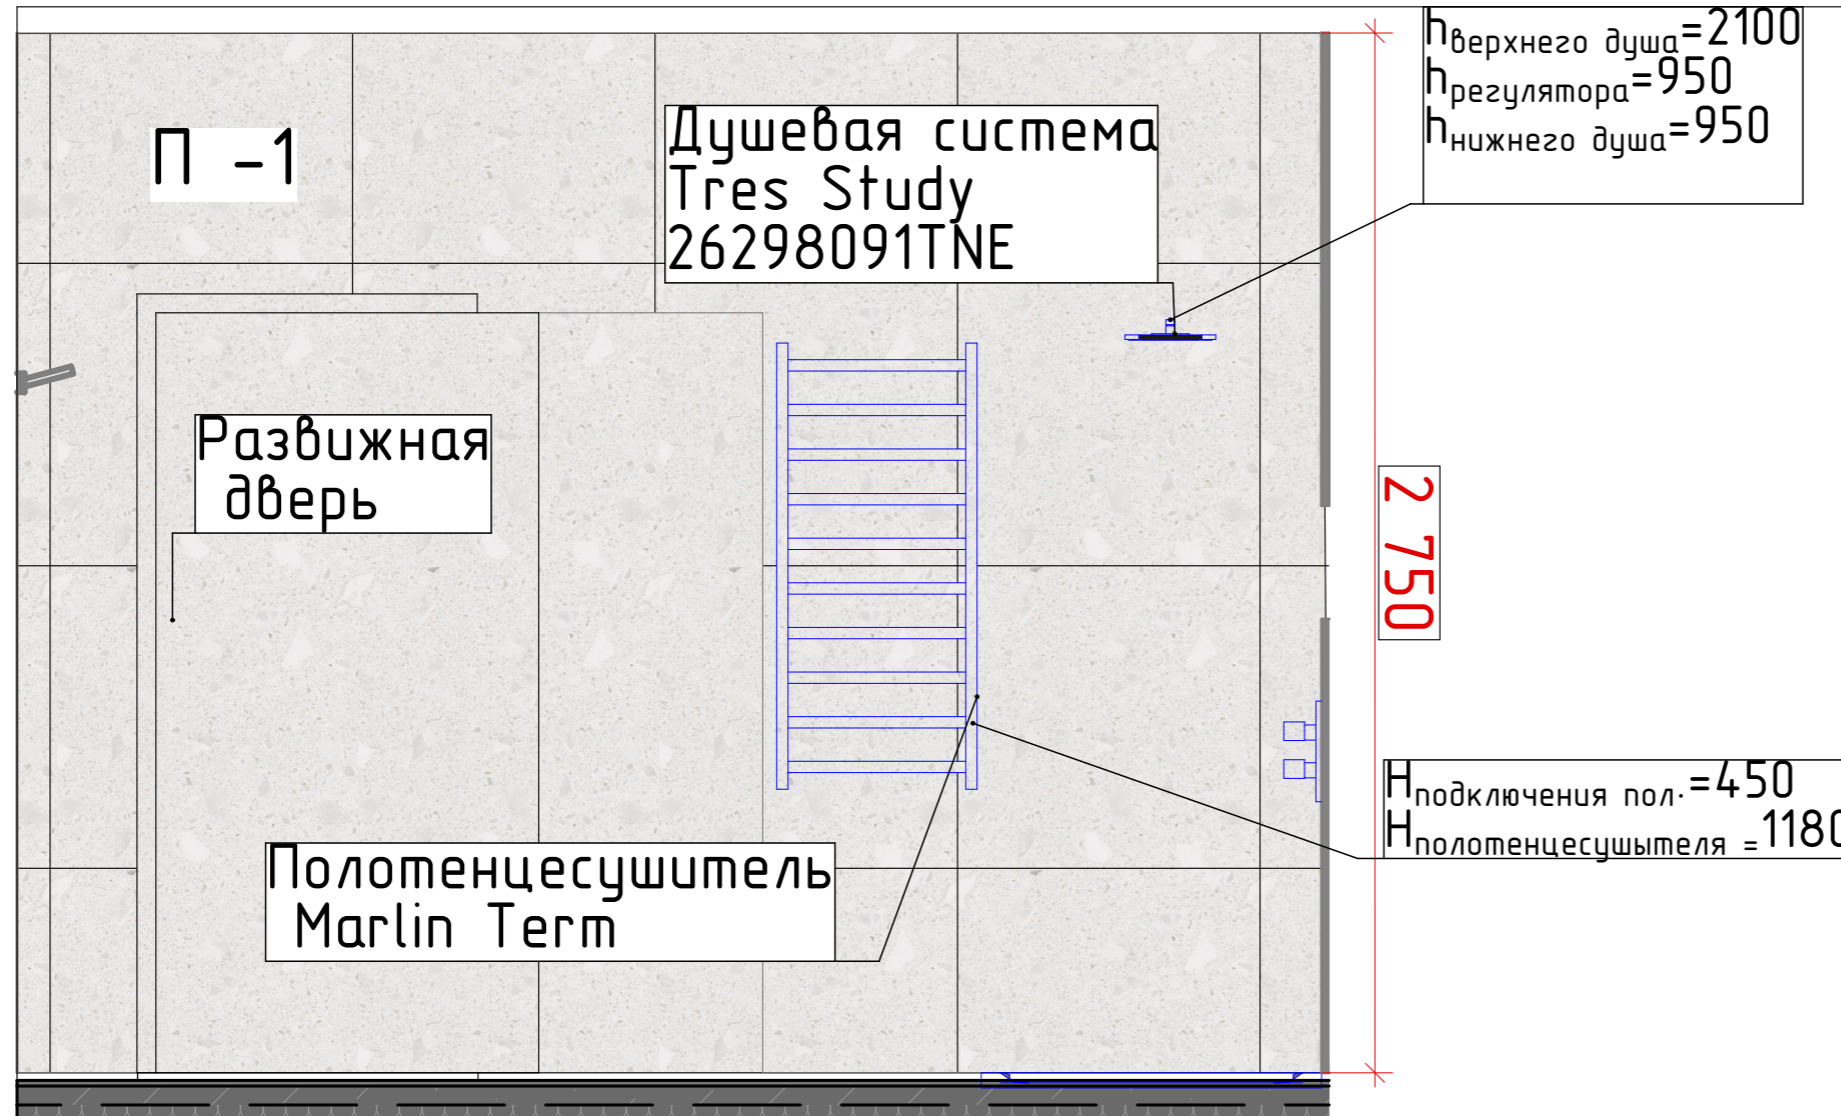 hверхнего душа=2100
hрегулятора=950
hнижнего душа=950
П -1
Душевая система
Tres Study
26298091TNE
Развижная
дверь
2 750
Hподключения пол.=450
Hполотенцесушытеля =1180
Полотенцесушитель
Marlin Term